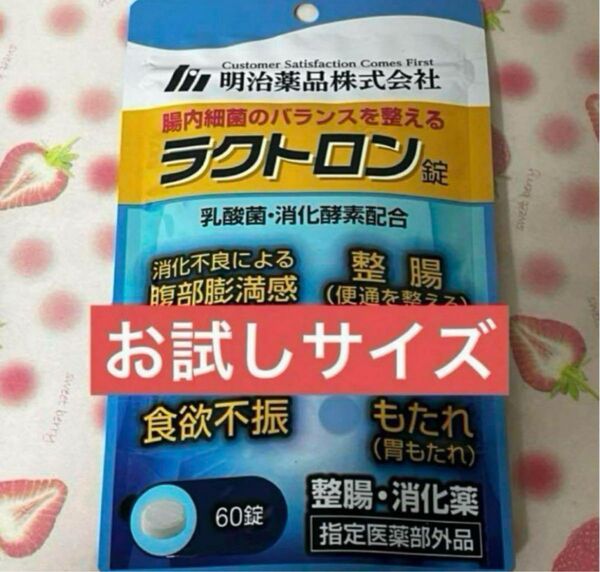 Customer Satisfaction Comes First
明治薬品株式会社
腸内細菌のバランスを整える
ラクトロン錠
乳酸菌・消化酵素配合
消化不良による
腹部膨満感
整腸
(便通を整える)
お試しサイズ
食欲不振
もたれ
(胃もたれ)
60錠
整腸・消化薬
指定医薬部外品
sweet berry
sweet berry